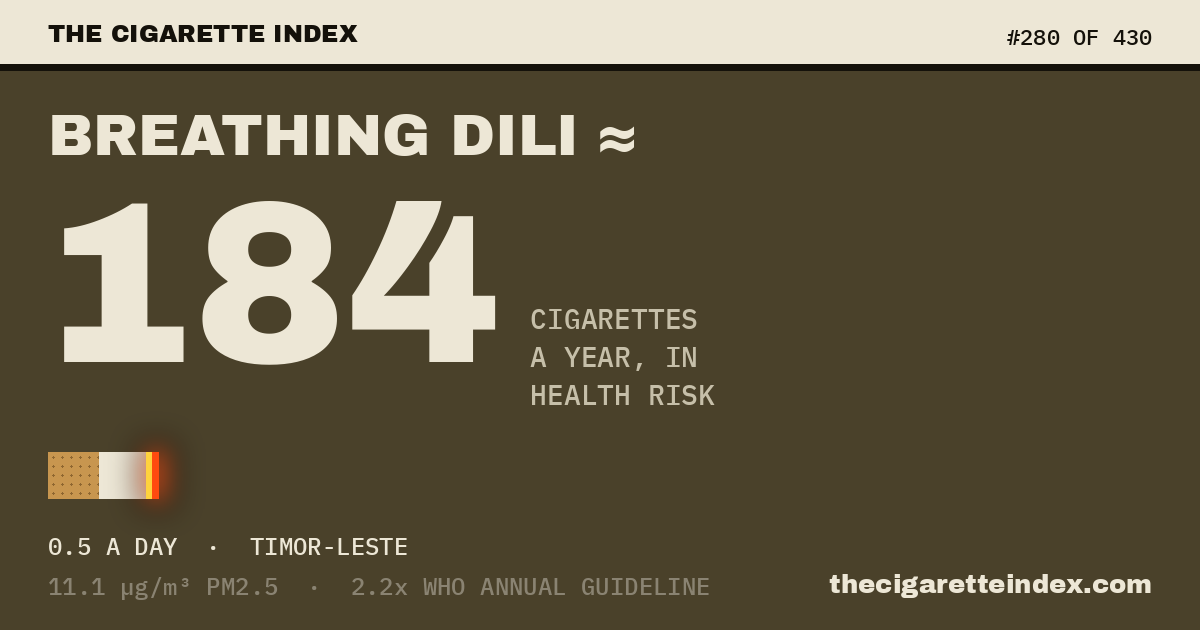 THE CIGARETTE INDEX
#280 OF 430
BREATHING DILI ≈
184
CIGARETTES
A YEAR, IN
HEALTH RISK
0.5 A DAY · TIMOR-LESTE
11.1 µg/m³ PM2.5 · 2.2x WHO ANNUAL GUIDELINE
thecigaretteindex.com